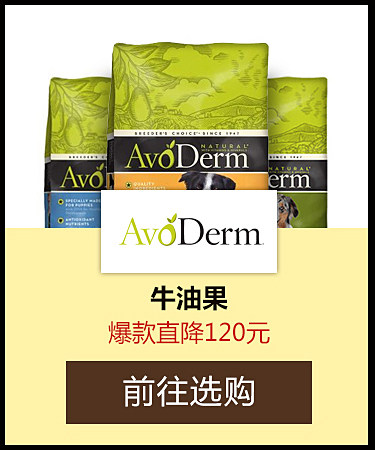 BREEDER'S CHOICE® SINCE 1947
NATURAL
AvoDerm
AvoDerm
SPECIALLY MADE
FOR PUPPIES
ANTIOXIDANT
NUTRIENTS
QUALITY
AvoDerm
牛油果
爆款直降120元
前往选购